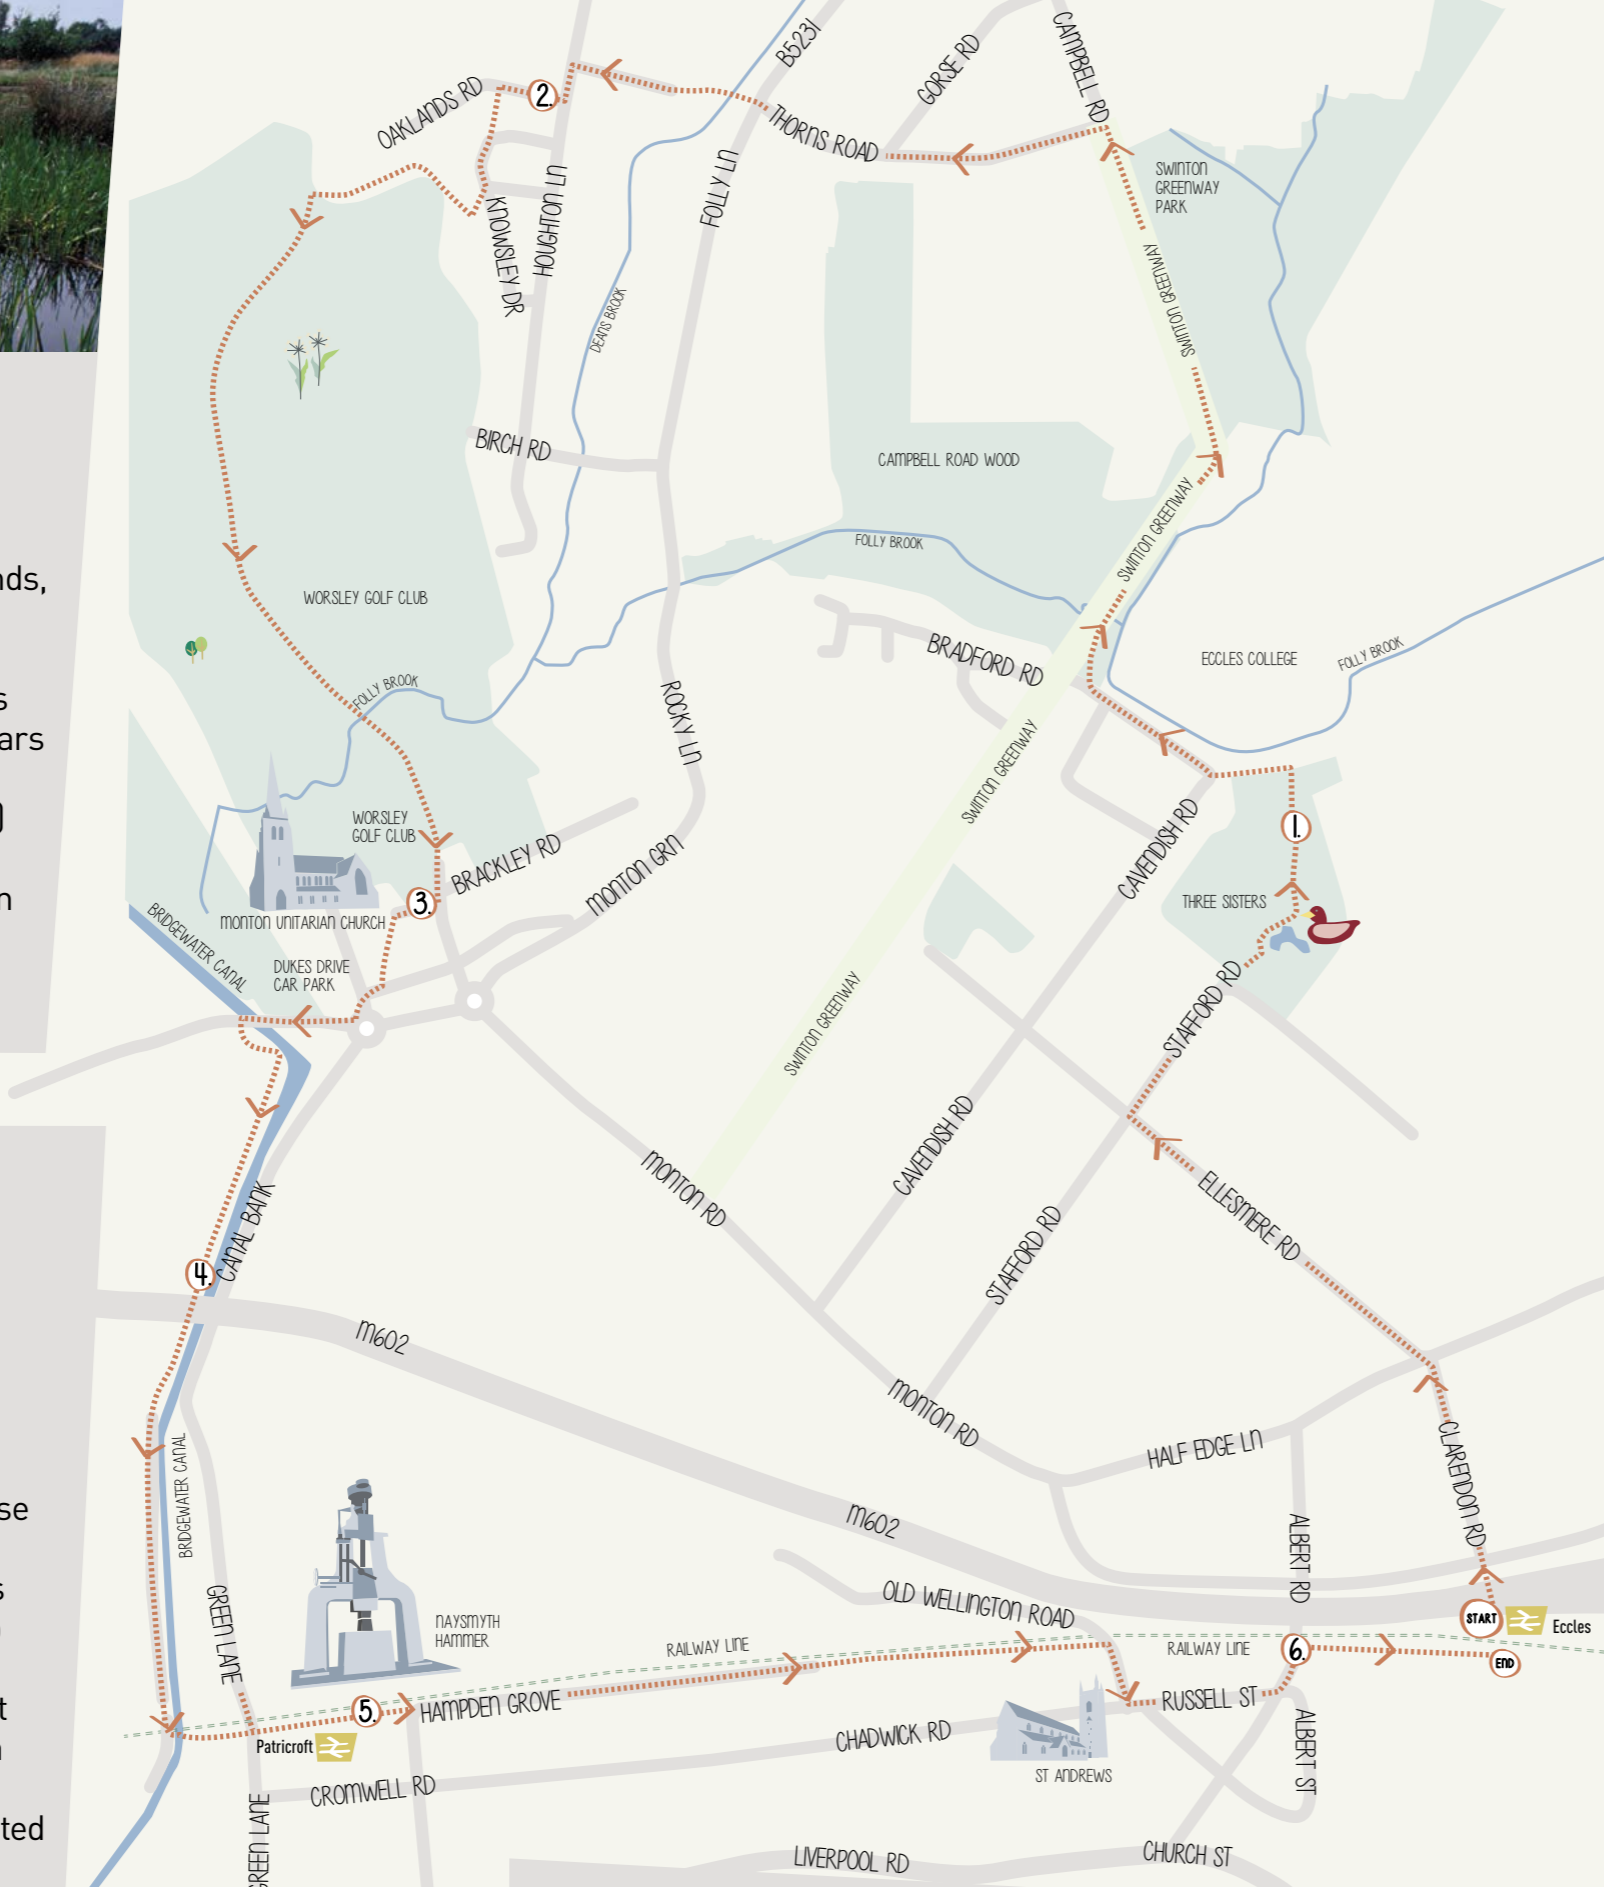 B5231
GORSE RD
CAMPBELL RD
OAKLANDS RD
2.
THORNS ROAD
SWINTON
GREENWAY
PARK
FOLLY LN
HOUGHTON LN
KNOWSLEY DR
SWINTON GREENWAY
DEANS BROOK
BIRCH RD
CAMPBELL ROAD WOOD
SWINTON GREENWAY
FOLLY BROOK
nds,
WORSLEY GOLF CLUB
BRADFORD RD
ECCLES COLLEGE
FOLLY BROOK
FOLLY BROOK
s
ars
ROCKY LN
SWINTON GREENWAY
WORSLEY
GOLF CLUB
1.
CAVENDISH RD
BRACKLEY RD
MONTON GRN
n
3.
THREE SISTERS
MONTON UNITARIAN CHURCH
BRIDGEWATER CANAL
DUKES DRIVE
CAR PARK
STAFFORD RD
SWINTON GREENWAY
CAVENDISH RD
MONTON RD
ELLESMERE RD
CANAL BANK
STAFFORD RD
4.
M602
MONTON RD
HALF EDGE LN
CLARENDON RD
BRIDGEWATER CANAL
se
M602
ALBERT RD
s
GREEN LANE
OLD WELLINGTON ROAD
START
Eccles
NAYSMYTH
HAMMER
RAILWAY LINE
RAILWAY LINE
6.
END
t
5.
HAMPDEN GROVE
RUSSELL ST
Patricroft
CHADWICK RD
ALBERT ST
ST ANDREWS
CROMWELL RD
ted
GREEN LANE
LIVERPOOL RD
CHURCH ST